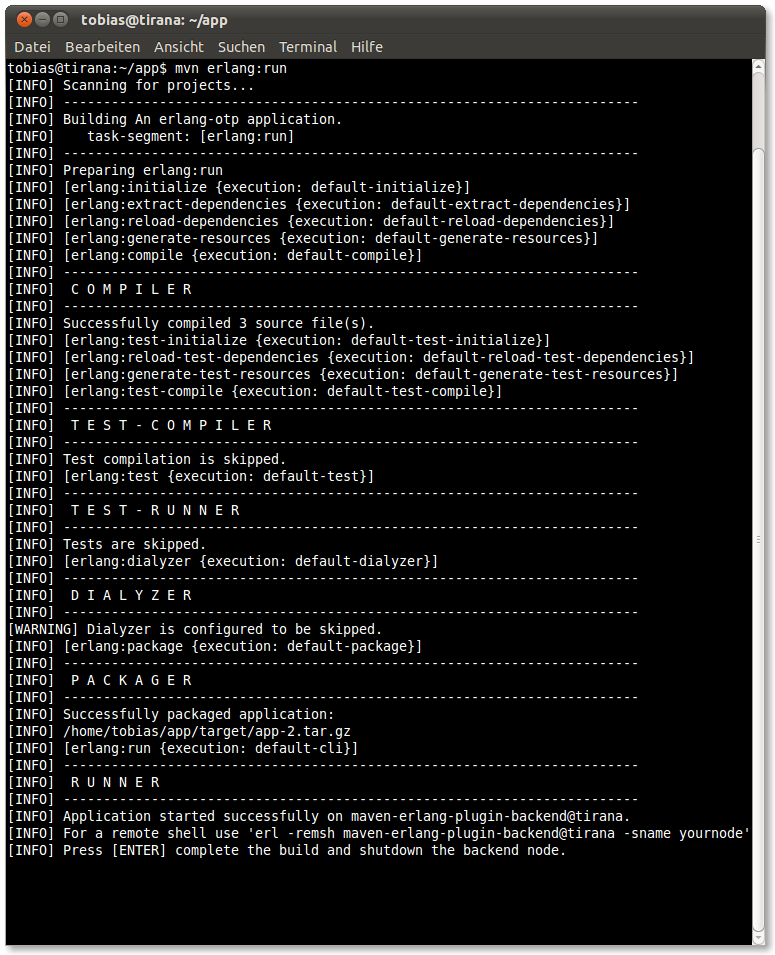 tobias@tirana: ~/app
Datei Bearbeiten Ansicht Suchen Terminal Hilfe
tobias@tirana:~/app$ mvn erlang:run
[INFO] Scanning for projects...
[INFO] ------------------------------------------------------------------------
[INFO] Building An erlang-otp application.
[INFO]    task-segment: [erlang:run]
[INFO] ------------------------------------------------------------------------
[INFO] Preparing erlang:run
[INFO] [erlang:initialize {execution: default-initialize}]
[INFO] [erlang:extract-dependencies {execution: default-extract-dependencies}]
[INFO] [erlang:reload-dependencies {execution: default-reload-dependencies}]
[INFO] [erlang:generate-resources {execution: default-generate-resources}]
[INFO] [erlang:compile {execution: default-compile}]
[INFO] ------------------------------------------------------------------------
[INFO]  C O M P I L E R
[INFO] ------------------------------------------------------------------------
[INFO] Successfully compiled 3 source file(s).
[INFO] [erlang:test-initialize {execution: default-test-initialize}]
[INFO] [erlang:reload-test-dependencies {execution: default-reload-test-dependencies}]
[INFO] [erlang:generate-test-resources {execution: default-generate-test-resources}]
[INFO] [erlang:test-compile {execution: default-test-compile}]
[INFO] ------------------------------------------------------------------------
[INFO]  T E S T - C O M P I L E R
[INFO] ------------------------------------------------------------------------
[INFO] Test compilation is skipped.
[INFO] [erlang:test {execution: default-test}]
[INFO] ------------------------------------------------------------------------
[INFO]  T E S T - R U N N E R
[INFO] ------------------------------------------------------------------------
[INFO] Tests are skipped.
[INFO] [erlang:dialyzer {execution: default-dialyzer}]
[INFO] ------------------------------------------------------------------------
[INFO]  D I A L Y Z E R
[INFO] ------------------------------------------------------------------------
[WARNING] Dialyzer is configured to be skipped.
[INFO] [erlang:package {execution: default-package}]
[INFO] ------------------------------------------------------------------------
[INFO]  P A C K A G E R
[INFO] ------------------------------------------------------------------------
[INFO] Successfully packaged application:
[INFO] /home/tobias/app/target/app-2.tar.gz
[INFO] [erlang:run {execution: default-cli}]
[INFO] ------------------------------------------------------------------------
[INFO]  R U N N E R
[INFO] ------------------------------------------------------------------------
[INFO] Application started successfully on maven-erlang-plugin-backend@tirana.
[INFO] For a remote shell use 'erl -remsh maven-erlang-plugin-backend@tirana -sname yournode'
[INFO] Press [ENTER] complete the build and shutdown the backend node.